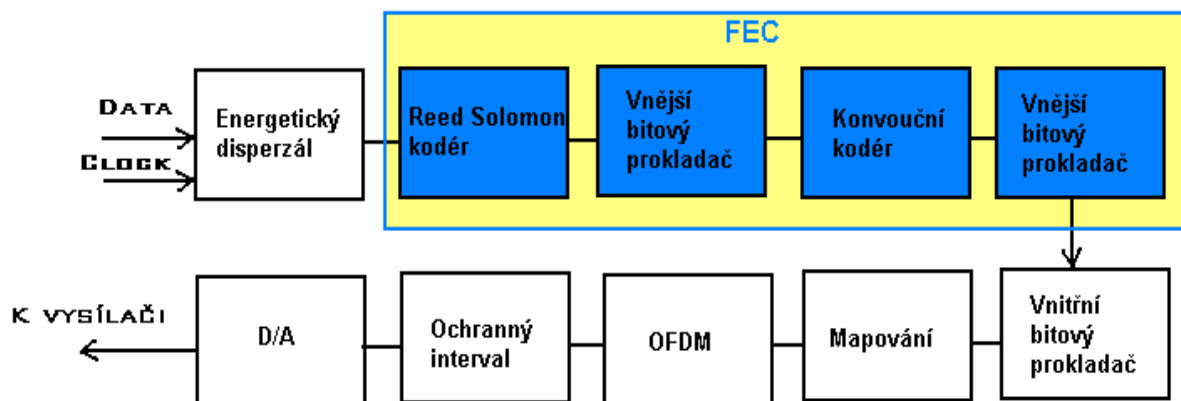 FEC
DATA
CLOCK
Energetický
disperzál
Reed Solomon
kodér
Vnější
bitový
prokladač
Konvouční
kodér
Vnější
bitový
prokladač
K VYSÍLAČI
D/A
Ochranný
interval
OFDM
Mapování
Vnitřní
bitový
prokladač